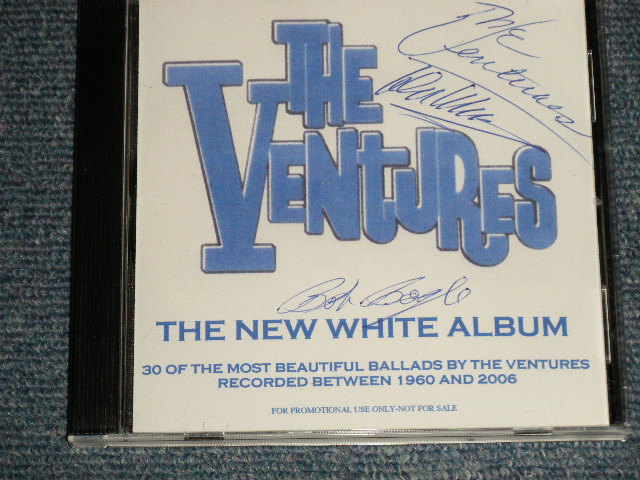 THE
Ventures
THE
VENTURES
Bob Bogle
THE NEW WHITE ALBUM
30 OF THE MOST BEAUTIFUL BALLADS BY THE VENTURES
RECORDED BETWEEN 1960 AND 2006
FOR PROMOTIONAL USE ONLY-NOT FOR SALE